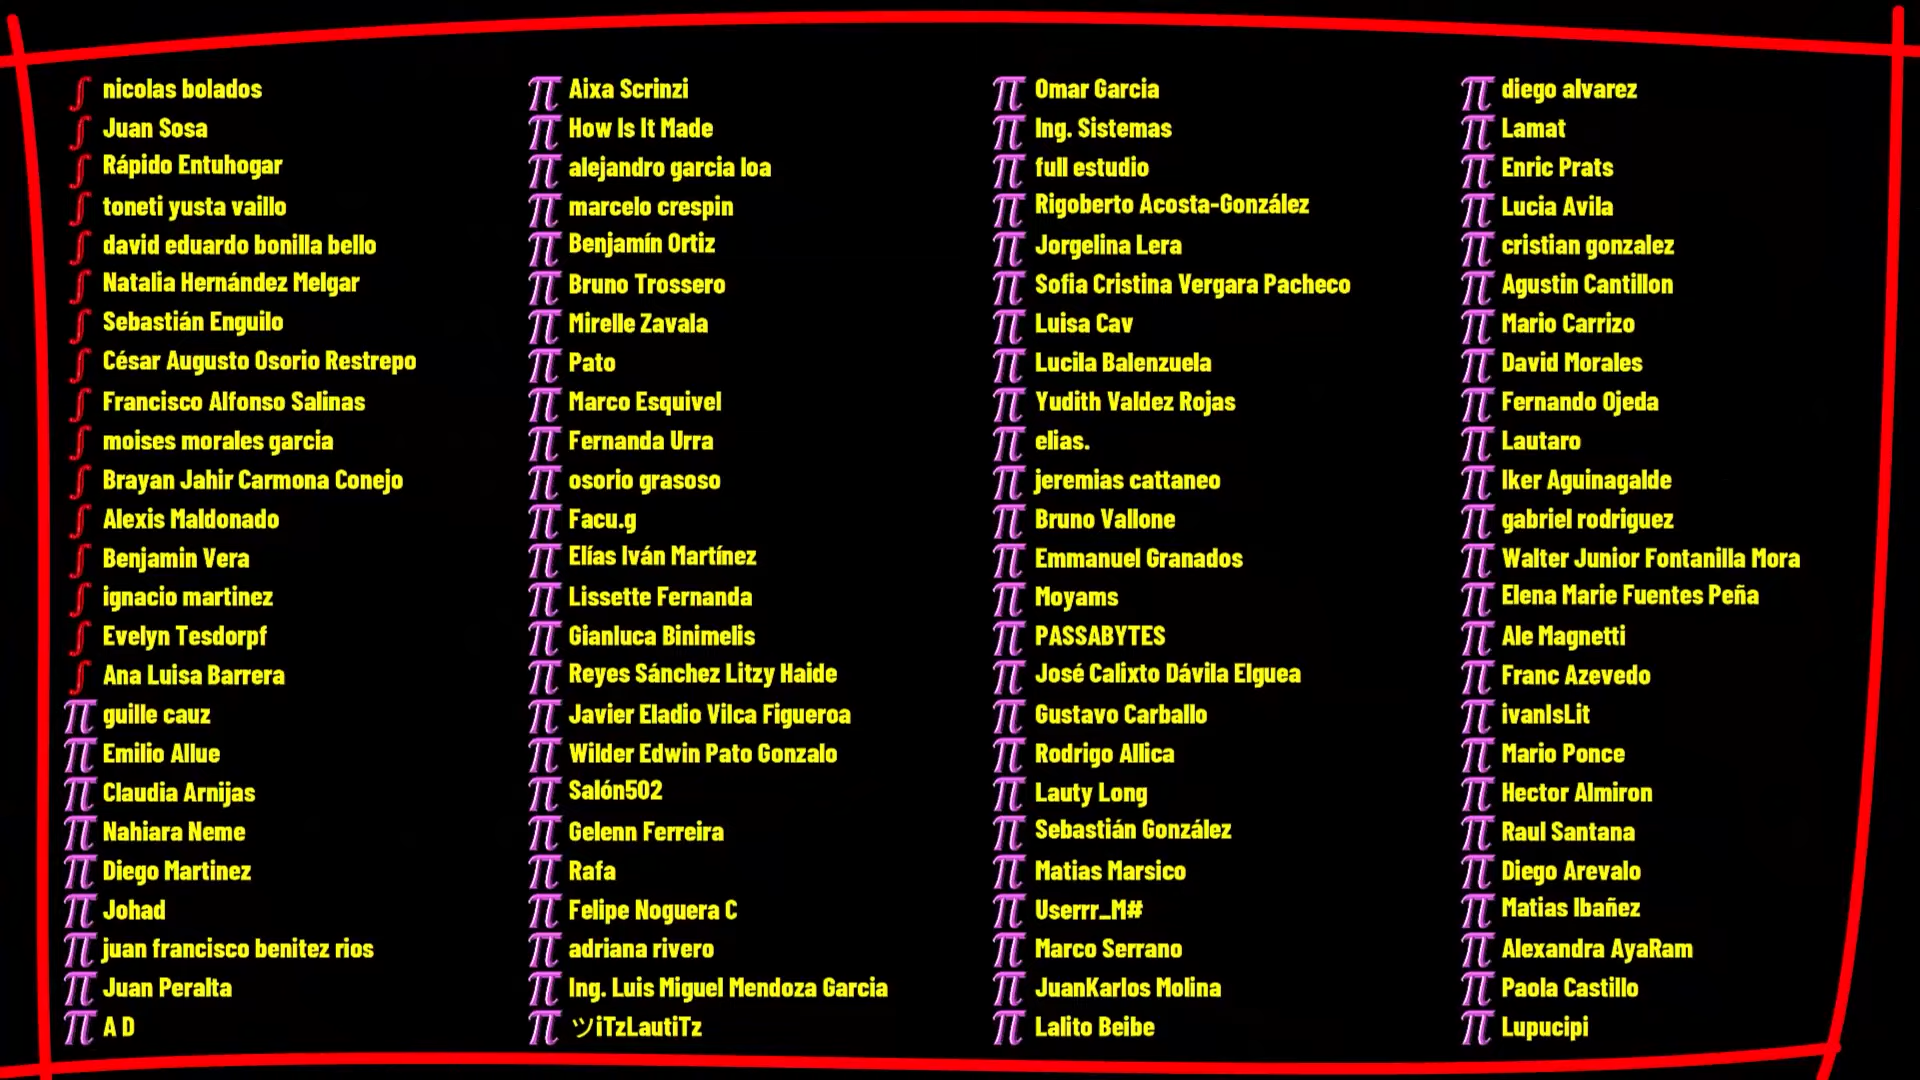 ∫ nicolas bolados
∫ Juan Sosa
∫ Rápido Entuhogar
∫ toneti yusta vaillo
∫ david eduardo bonilla bello
∫ Natalia Hernández Melgar
∫ Sebastián Enguilo
∫ César Augusto Osorio Restrepo
∫ Francisco Alfonso Salinas
∫ moises morales garcia
∫ Brayan Jahir Carmona Conejo
∫ Alexis Maldonado
∫ Benjamin Vera
∫ ignacio martinez
∫ Evelyn Tesdorpf
∫ Ana Luisa Barrera
π guille cauz
π Emilio Allue
π Claudia Arnijas
π Nahiara Neme
π Diego Martinez
π Johad
π juan francisco benitez rios
π Juan Peralta
π A D
π Aixa Scrinzi
π How Is It Made
π alejandro garcia loa
π marcelo crespin
π Benjamín Ortiz
π Bruno Trossero
π Mirelle Zavala
π Pato
π Marco Esquivel
π Fernanda Urra
π osorio grasoso
π Facu.g
π Elías Iván Martínez
π Lissette Fernanda
π Gianluca Binimelis
π Reyes Sánchez Litzy Haide
π Javier Eladio Vilca Figueroa
π Wilder Edwin Pato Gonzalo
π Salón502
π Gelenn Ferreira
π Rafa
π Felipe Noguera C
π adriana rivero
π Ing. Luis Miguel Mendoza Garcia
π ツiTzLautiTz
π Omar Garcia
π Ing. Sistemas
π full estudio
π Rigoberto Acosta-González
π Jorgelina Lera
π Sofia Cristina Vergara Pacheco
π Luisa Cav
π Lucila Balenzuela
π Yudith Valdez Rojas
π elias.
π jeremias cattaneo
π Bruno Vallone
π Emmanuel Granados
π Moyams
π PASSABYTES
π José Calixto Dávila Elguea
π Gustavo Carballo
π Rodrigo Allica
π Lauty Long
π Sebastián González
π Matias Marsico
π Userrr_M#
π Marco Serrano
π JuanKarlos Molina
π Lalito Beibe
π diego alvarez
π Lamat
π Enric Prats
π Lucia Avila
π cristian gonzalez
π Agustin Cantillon
π Mario Carrizo
π David Morales
π Fernando Ojeda
π Lautaro
π Iker Aguinagalde
π gabriel rodriguez
π Walter Junior Fontanilla Mora
π Elena Marie Fuentes Peña
π Ale Magnetti
π Franc Azevedo
π ivanIsLit
π Mario Ponce
π Hector Almiron
π Raul Santana
π Diego Arevalo
π Matias Ibañez
π Alexandra AyaRam
π Paola Castillo
π Lupucipi